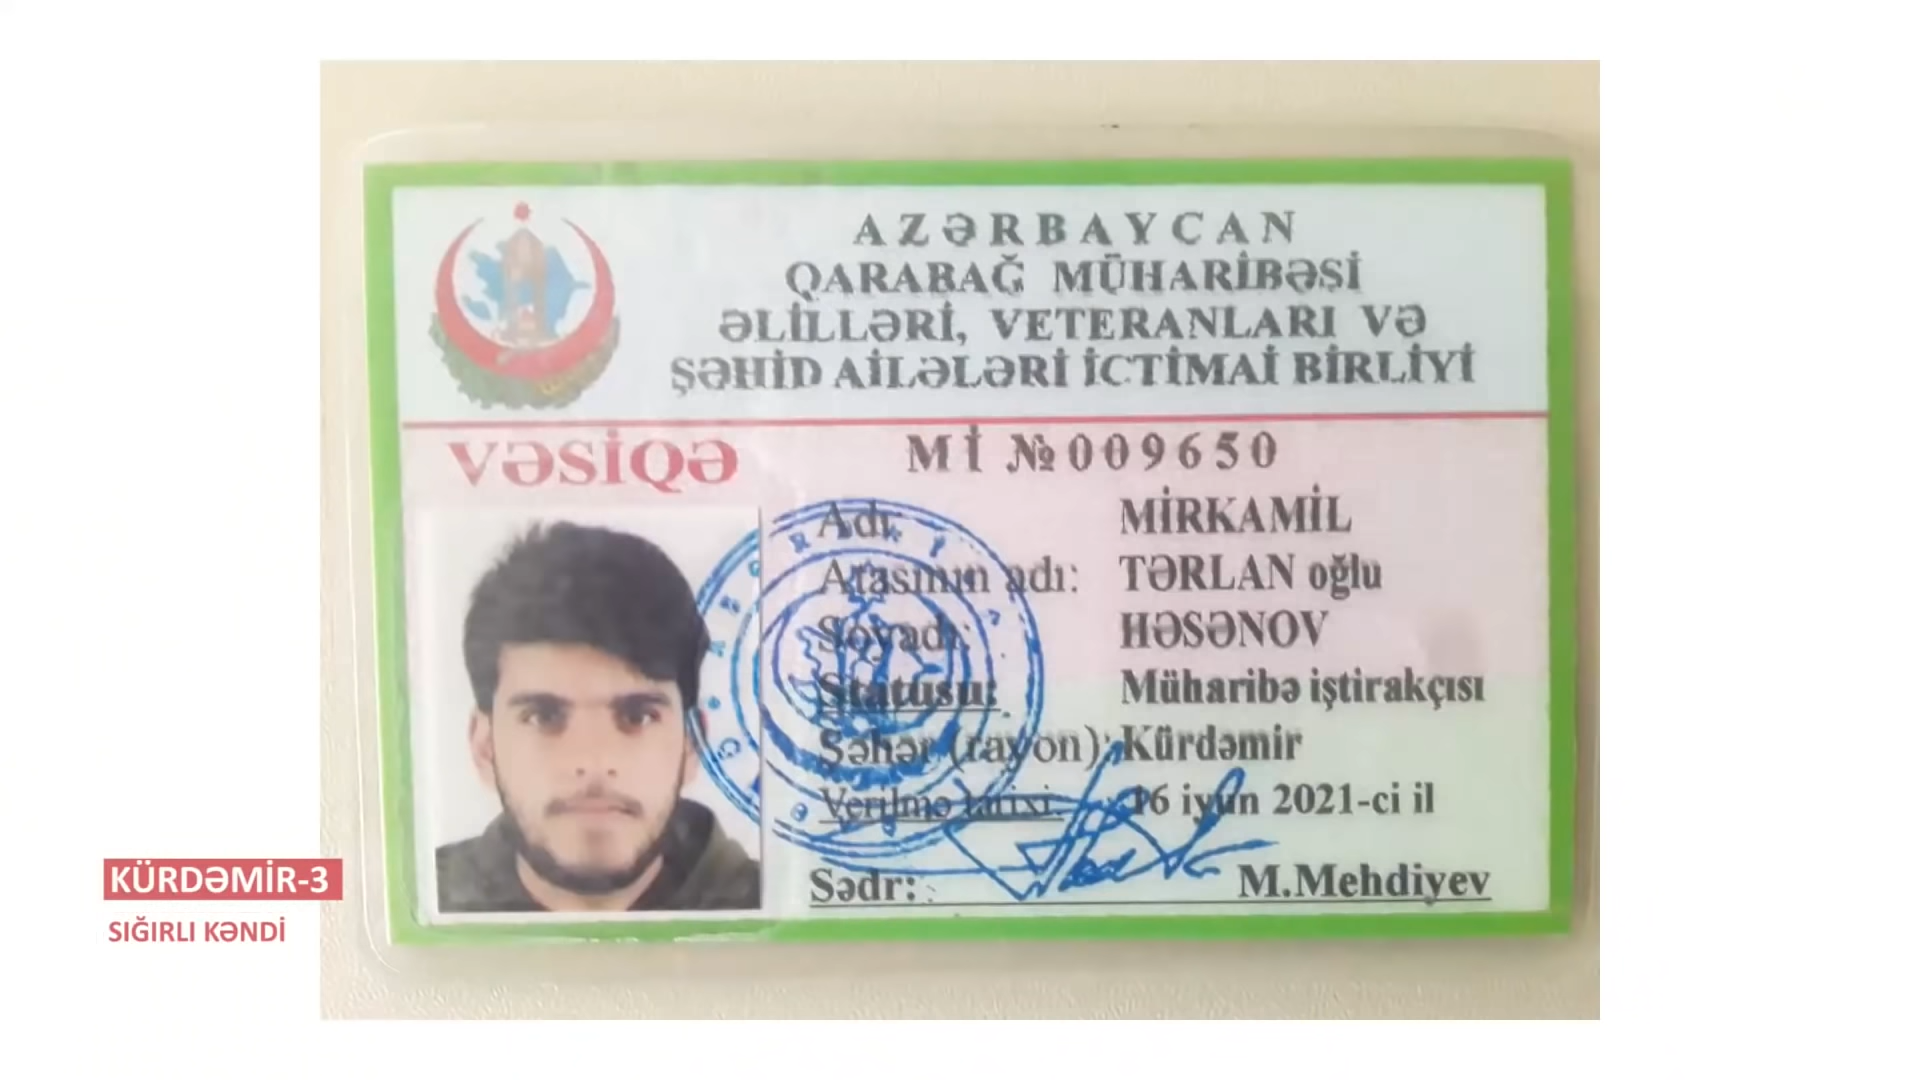 AZƏRBAYCAN
QARABAĞ MÜHARİBƏSİ
ƏLİLLƏRİ, VETERANLARI VƏ
ŞƏHİD AİLƏLƏRİ İCTİMAİ BİRLİYİ
VƏSİQƏ
Mİ №009650
Adı: MİRKAMİL
Atasının adı: TƏRLAN oğlu
Soyadı: HƏSƏNOV
Statusu: Müharibə iştirakçısı
Şəhər (rayon): Kürdəmir
Verilmə tarixi: 16 iyun 2021-ci il
Sədr: M.Mehdiyev
KÜRDƏMİR-3
SIĞIRLI KƏNDİ